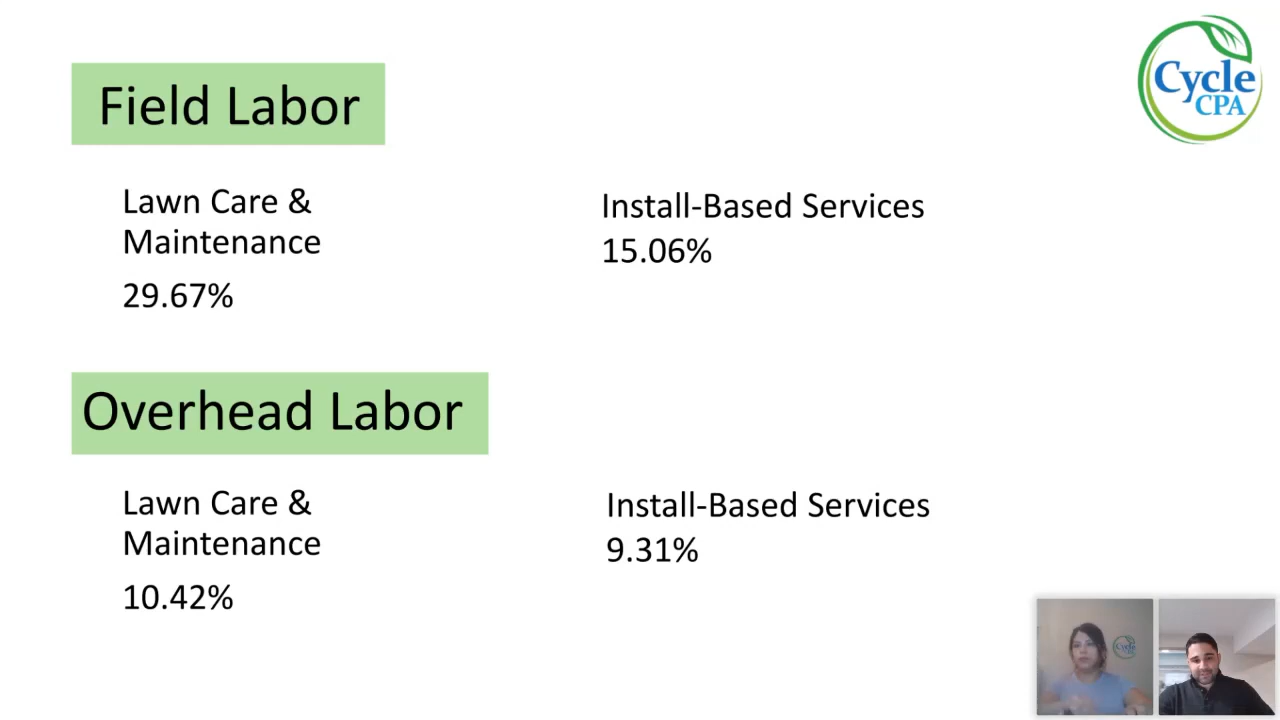 Cycle
CPA
Field Labor
Lawn Care &
Maintenance
29.67%
Install-Based Services
15.06%
Overhead Labor
Lawn Care &
Maintenance
10.42%
Install-Based Services
9.31%
Cycle